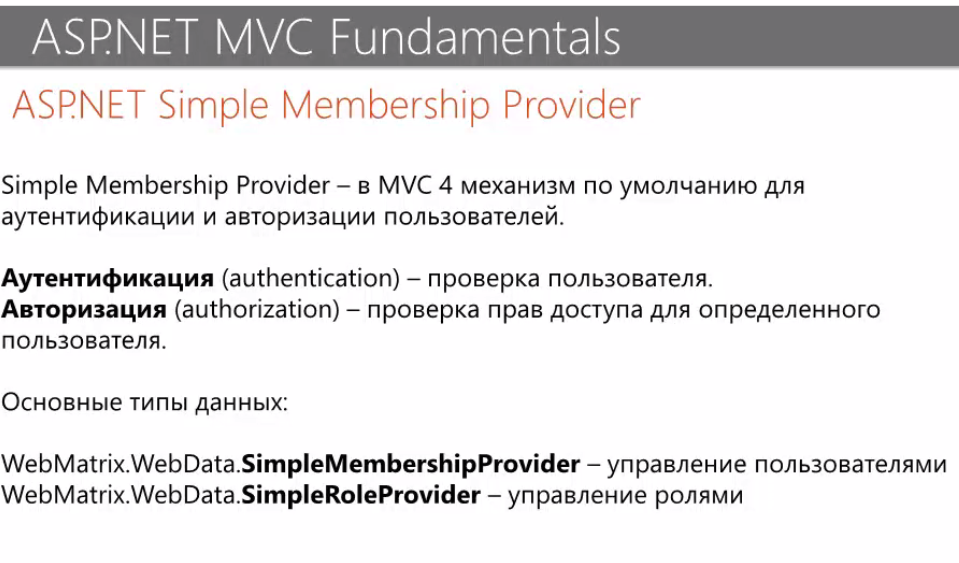 ASP.NET MVC Fundamentals
ASP.NET Simple Membership Provider
Simple Membership Provider – в MVC 4 механизм по умолчанию для
аутентификации и авторизации пользователей.
Аутентификация (authentication) – проверка пользователя.
Авторизация (authorization) – проверка прав доступа для определенного
пользователя.
Основные типы данных:
WebMatrix.WebData.SimpleMembershipProvider – управление пользователями
WebMatrix.WebData.SimpleRoleProvider – управление ролями